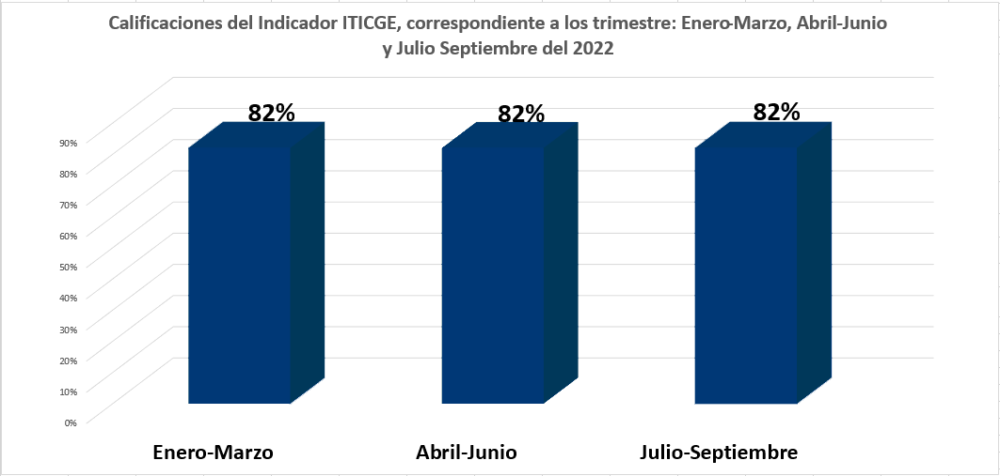 Calificaciones del Indicador ITICGE, correspondiente a los trimestre: Enero-Marzo, Abril-Junio
y Julio Septiembre del 2022
82%
82%
82%
90%
80%
70%
60%
50%
40%
30%
20%
10%
0%
Enero-Marzo
Abril-Junio
Julio-Septiembre